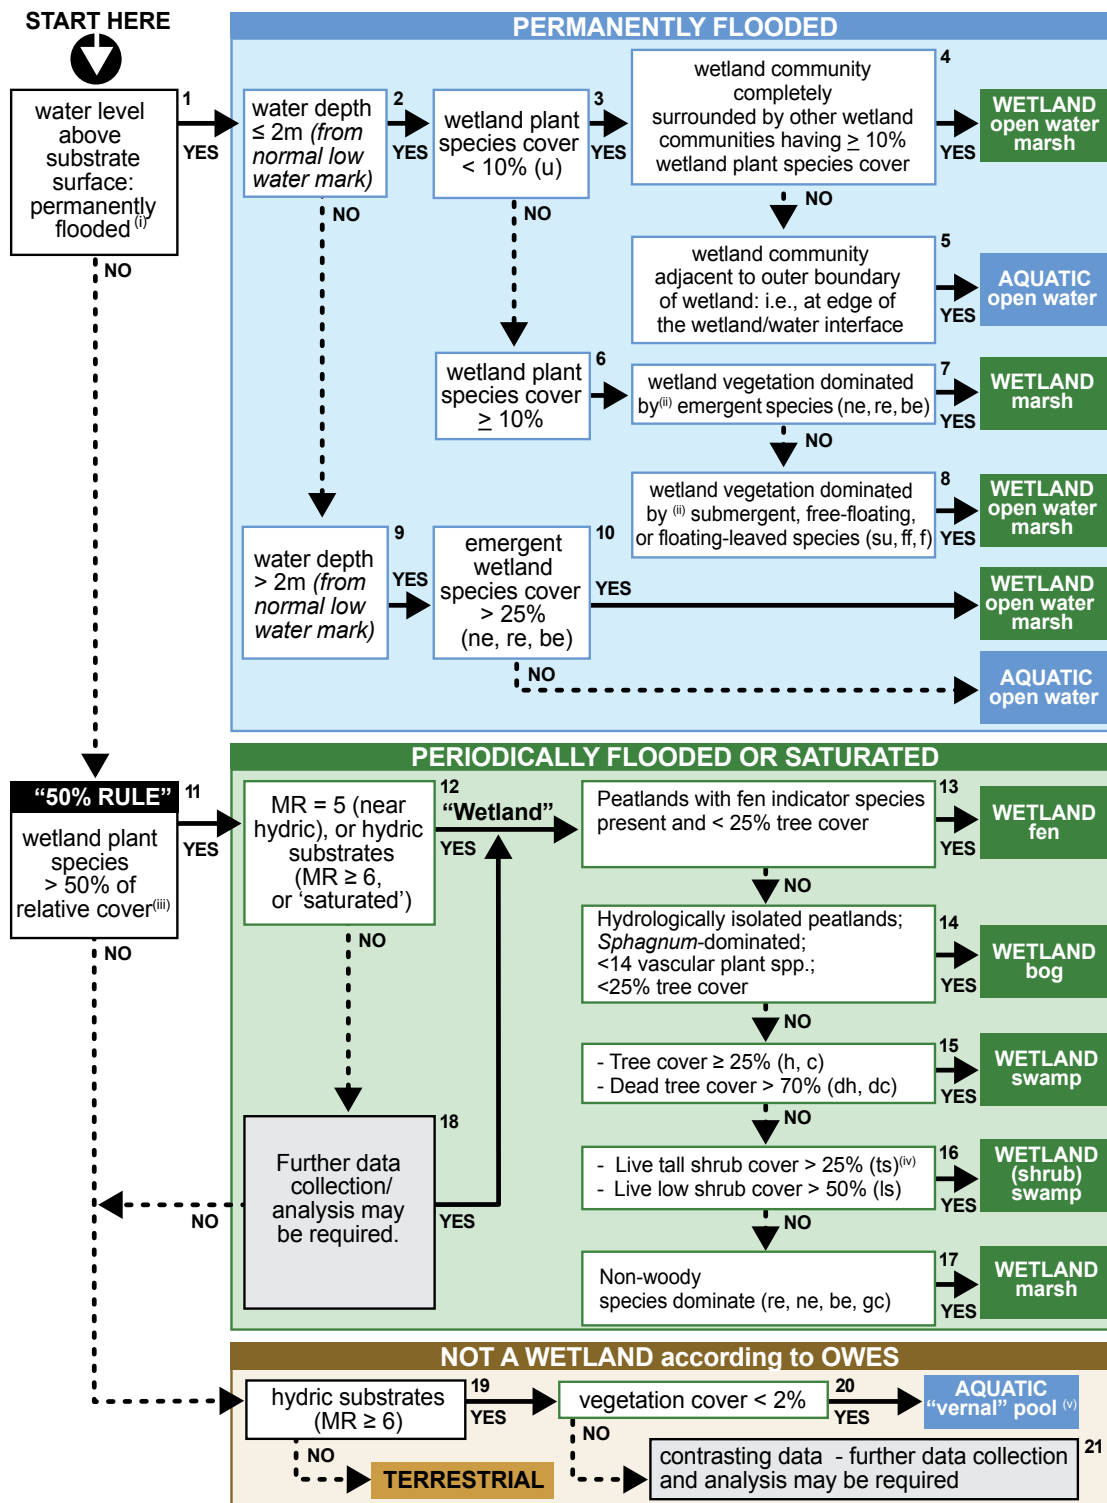 START HERE
PERMANENTLY FLOODED
1
water level
above
substrate
surface:
permanently
flooded (i)
YES
NO
2
water depth
≤ 2m (from
normal low
water mark)
YES
NO
3
wetland plant
species cover
< 10% (u)
YES
NO
4
wetland community
completely
surrounded by other wetland
communities having ≥ 10%
wetland plant species cover
YES
NO
WETLAND
open water
marsh
5
wetland community
adjacent to outer boundary
of wetland: i.e., at edge of
the wetland/water interface
YES
AQUATIC
open water
6
wetland plant
species cover
≥ 10%
7
wetland vegetation dominated
by(ii) emergent species (ne, re, be)
YES
NO
WETLAND
marsh
8
wetland vegetation dominated
by (ii) submergent, free-floating,
or floating-leaved species (su, ff, f)
YES
WETLAND
open water
marsh
9
water depth
> 2m (from
normal low
water mark)
YES
10
emergent
wetland
species cover
> 25%
(ne, re, be)
YES
NO
WETLAND
open water
marsh
AQUATIC
open water
PERIODICALLY FLOODED OR SATURATED
"50% RULE"
11
wetland plant
species
> 50% of
relative cover(iii)
YES
NO
12
MR = 5 (near
hydric), or hydric
substrates
(MR ≥ 6,
or ‘saturated’)
"Wetland"
YES
NO
13
Peatlands with fen indicator species
present and < 25% tree cover
YES
NO
WETLAND
fen
14
Hydrologically isolated peatlands;
Sphagnum-dominated;
<14 vascular plant spp.;
<25% tree cover
YES
NO
WETLAND
bog
15
- Tree cover ≥ 25% (h, c)
- Dead tree cover > 70% (dh, dc)
YES
NO
WETLAND
swamp
16
- Live tall shrub cover > 25% (ts)(iv)
- Live low shrub cover > 50% (ls)
YES
NO
WETLAND
(shrub)
swamp
17
Non-woody
species dominate (re, ne, be, gc)
YES
WETLAND
marsh
18
Further data
collection/
analysis may
be required.
YES
NO
NOT A WETLAND according to OWES
19
hydric substrates
(MR ≥ 6)
YES
NO
TERRESTRIAL
20
vegetation cover < 2%
YES
NO
AQUATIC
"vernal" pool (v)
21
contrasting data - further data collection
and analysis may be required